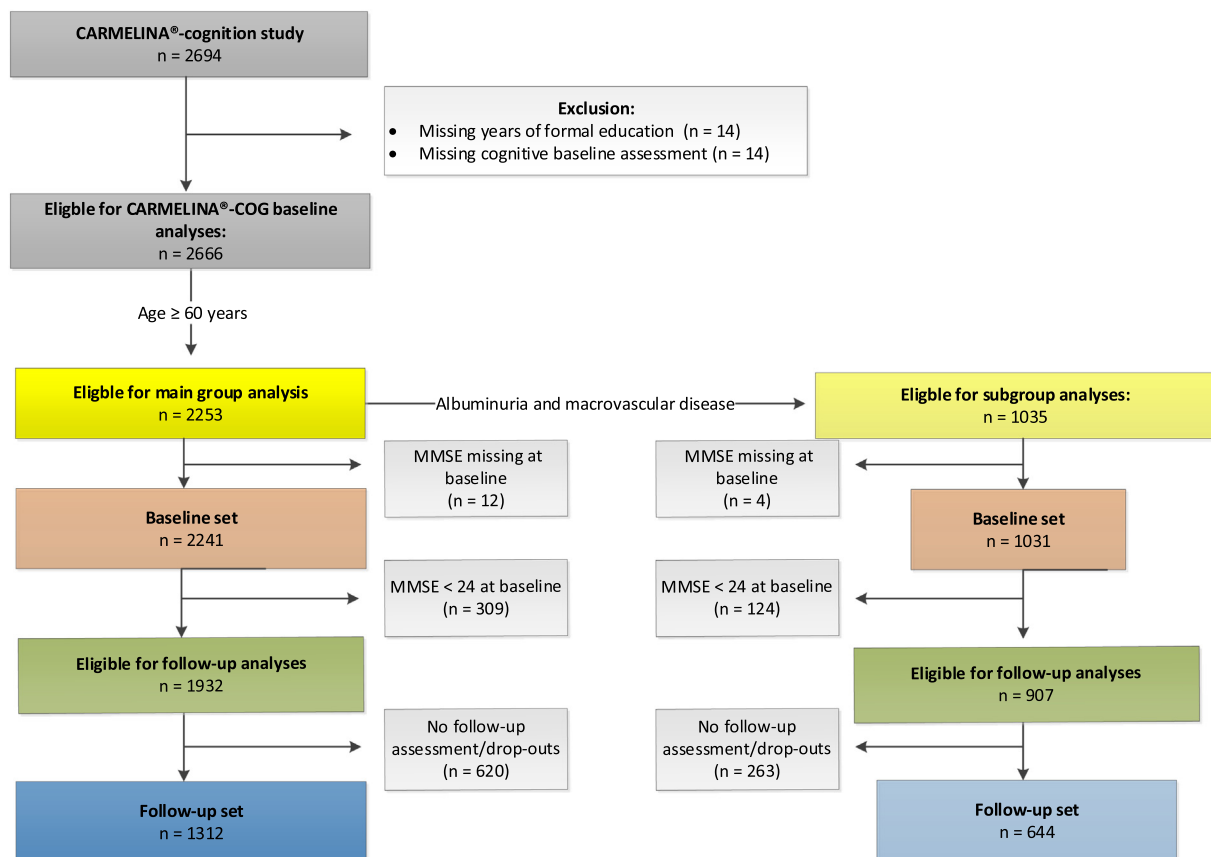 CARMELINA®-cognition study
n = 2694
Exclusion:
• Missing years of formal education (n = 14)
• Missing cognitive baseline assessment (n = 14)
Eligble for CARMELINA®-COG baseline
analyses:
n = 2666
Age ≥ 60 years
Eligble for main group analysis
n = 2253
Albuminuria and macrovascular disease
Eligble for subgroup analyses:
n = 1035
MMSE missing at
baseline
(n = 12)
MMSE missing at
baseline
(n = 4)
Baseline set
n = 2241
Baseline set
n = 1031
MMSE < 24 at baseline
(n = 309)
MMSE < 24 at baseline
(n = 124)
Eligible for follow-up analyses
n = 1932
Eligible for follow-up analyses
n = 907
No follow-up
assessment/drop-outs
(n = 620)
No follow-up
assessment/drop-outs
(n = 263)
Follow-up set
n = 1312
Follow-up set
n = 644